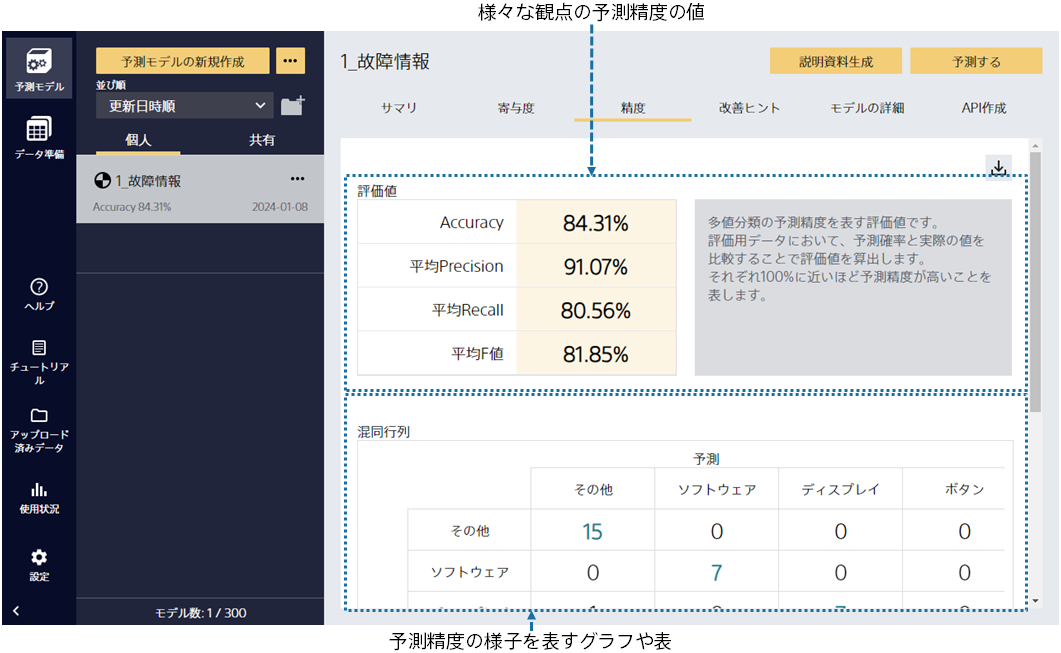 様々な観点の予測精度の値
予測モデル
データ準備
ヘルプ
チュートリア
ル
アップロード
済みデータ
使用状況
設定
予測モデルの新規作成
並び順
更新日時順
個人
共有
1_故障情報
Accuracy 84.31%
2024-01-08
モデル数: 1 / 300
1_故障情報
説明資料生成
予測する
サマリ
寄与度
精度
改善ヒント
モデルの詳細
API作成
評価値
Accuracy 84.31%
平均Precision 91.07%
平均Recall 80.56%
平均F値 81.85%
多値分類の予測精度を表す評価値です。
評価用データにおいて、予測確率と実際の値を
比較することで評価値を算出します。
それぞれ100%に近いほど予測精度が高いことを
表します。
混同行列
予測
その他 ソフトウェア ディスプレイ ボタン
その他 15 0 0 0
ソフトウェア 0 7 0 0
予測精度の様子を表すグラフや表